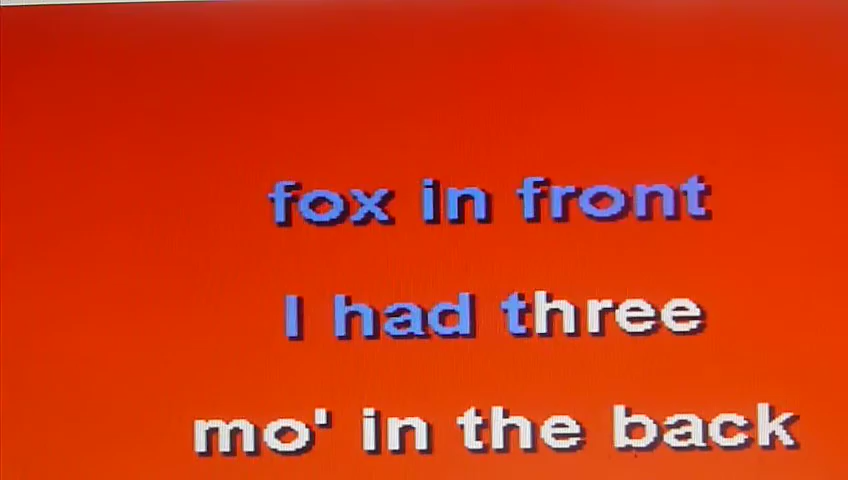 fox in front
I had three
mo' in the back